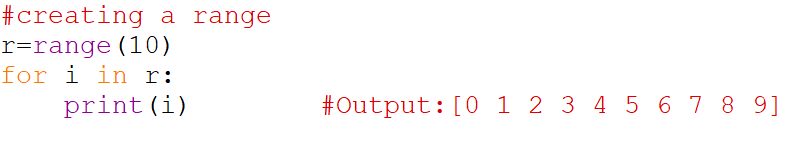 #creating a range
r=range(10)
for i in r:
    print(i)        #Output:[0 1 2 3 4 5 6 7 8 9]